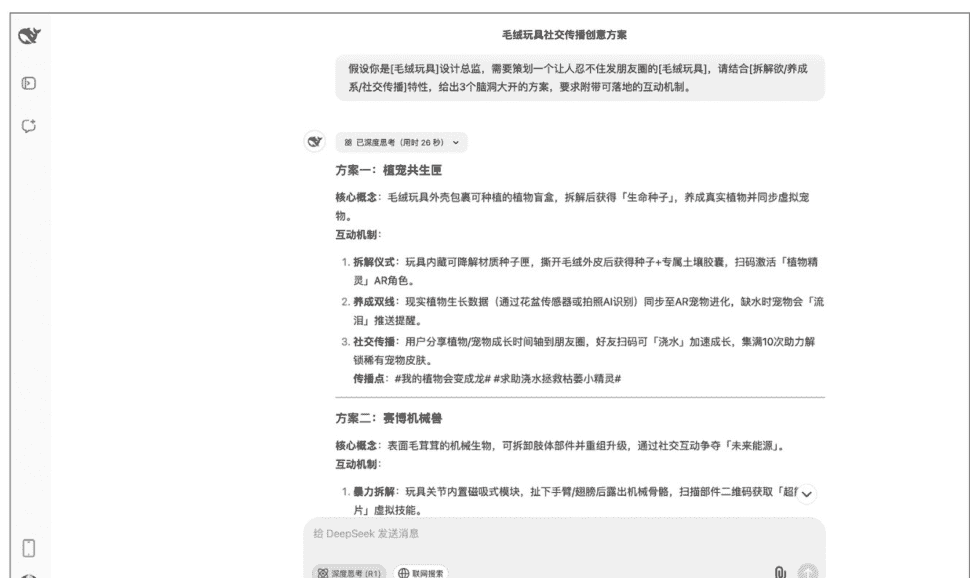 毛绒玩具社交传播创意方案
假设你是[毛绒玩具]设计总监，需要策划一个让人忍不住发朋友圈的[毛绒玩具]，请结合[拆解欲/养成
系/社交传播]特性，给出3个脑洞大开的方案，要求附带可落地的互动机制。
已深度思考（用时 26 秒）
方案一：植宠共生匣
核心概念：毛绒玩具外壳包裹可种植的植物盲盒，拆解后获得「生命种子」，养成真实植物并同步虚拟宠
物。
互动机制：
1. 拆解仪式：玩具内藏可降解材质种子匣，撕开毛绒外皮后获得种子+专属土壤胶囊，扫码激活「植物精
灵」AR角色。
2. 养成双线：现实植物生长数据（通过花盆传感器或拍照AI识别）同步至AR宠物进化，缺水时宠物会「流
泪」推送提醒。
3. 社交传播：用户分享植物/宠物成长时间轴到朋友圈，好友扫码可「浇水」加速成长，集满10次助力解
锁稀有宠物皮肤。
传播点：#我的植物会变成龙# #求助浇水拯救枯萎小精灵#
方案二：赛博机械兽
核心概念：表面毛茸茸的机械生物，可拆卸肢体部件并重组升级，通过社交互动争夺「未来能源」。
互动机制：
1. 暴力拆解：玩具关节内置磁吸式模块，扯下手臂/翅膀后露出机械骨骼，扫描部件二维码获取「超
片」虚拟技能。
给 DeepSeek 发送消息
深度思考 (R1)
联网搜索